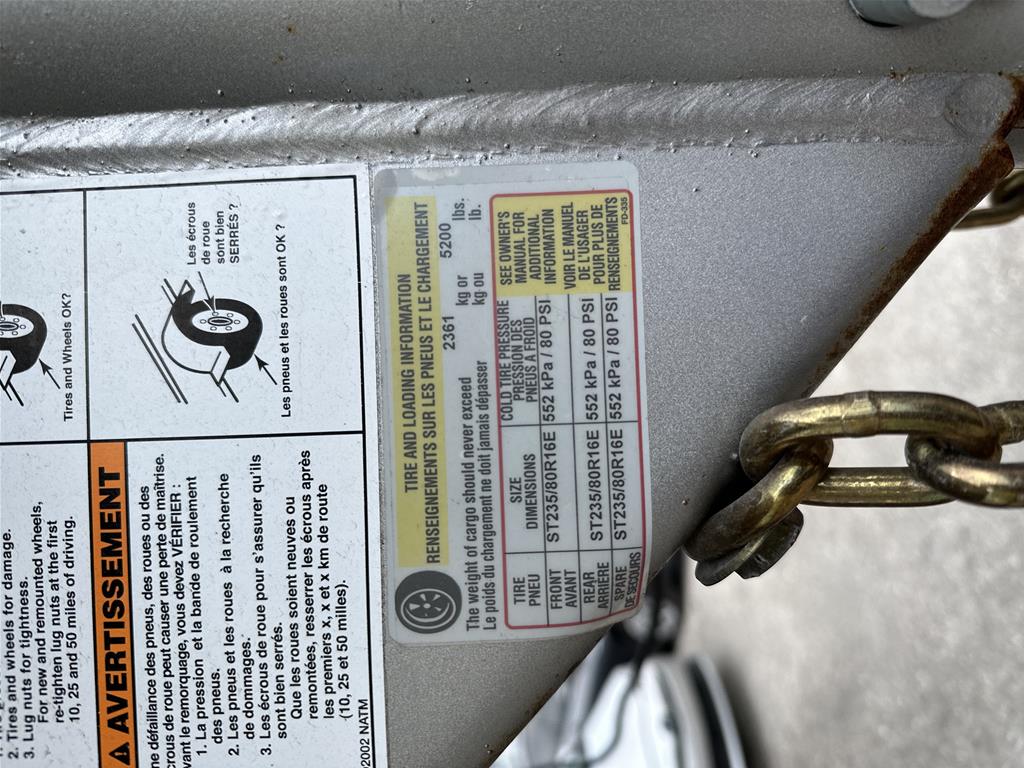 2. Tires and wheels for damage.
3. Lug nuts for tightness.
For new and remounted wheels,
re-tighten lug nuts at the first
10, 25 and 50 miles of driving.
Tires and Wheels OK?
AVERTISSEMENT
ne défaillance des pneus, des roues ou des
crous de roue peut causer une perte de maîtrise.
vant le remorquage, vous devez VÉRIFIER :
1. La pression et la bande de roulement
des pneus.
2. Les pneus et les roues à la recherche
de dommages.
3. Les écrous de roue pour s'assurer qu'ils
sont bien serrés.
Que les roues soient neuves ou
remontées, resserrer les écrous après
les premiers x, x et x km de route
(10, 25 et 50 milles).
2002 NATM
Les écrous
de roue
sont bien
SERRÉS ?
Les pneus et les roues sont OK ?
TIRE AND LOADING INFORMATION
RENSEIGNEMENTS SUR LES PNEUS ET LE CHARGEMENT
The weight of cargo should never exceed 2361 kg or 5200 lbs.
Le poids du chargement ne doit jamais dépasser kg ou lb.
TIRE SIZE COLD TIRE PRESSURE
PNEU DIMENSIONS PRESSION DES
PNEUS À FROID
FRONT ST235/80R16E 552 kPa / 80 PSI
AVANT
REAR ST235/80R16E 552 kPa / 80 PSI
ARRIERE
SPARE ST235/80R16E 552 kPa / 80 PSI
DE SECOURS
SEE OWNER'S
MANUAL FOR
ADDITIONAL
INFORMATION
VOIR LE MANUEL
DE L'USAGER
POUR PLUS DE
RENSEIGNEMENTS
FD-335